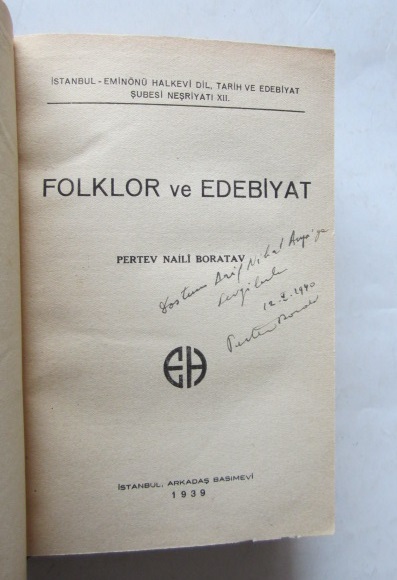 İSTANBUL - EMİNÖNÜ HALKEVİ DİL, TARİH VE EDEBİYAT
ŞUBESİ NEŞRİYATI XII.
FOLKLOR ve EDEBİYAT
PERTEV NAİLİ BORATAV
Dostum Arif Nihat Asya'ya
Sevgilerle
12.2.1940
Pertev Boratav
EH
İSTANBUL, ARKADAŞ BASIMEVİ
1939